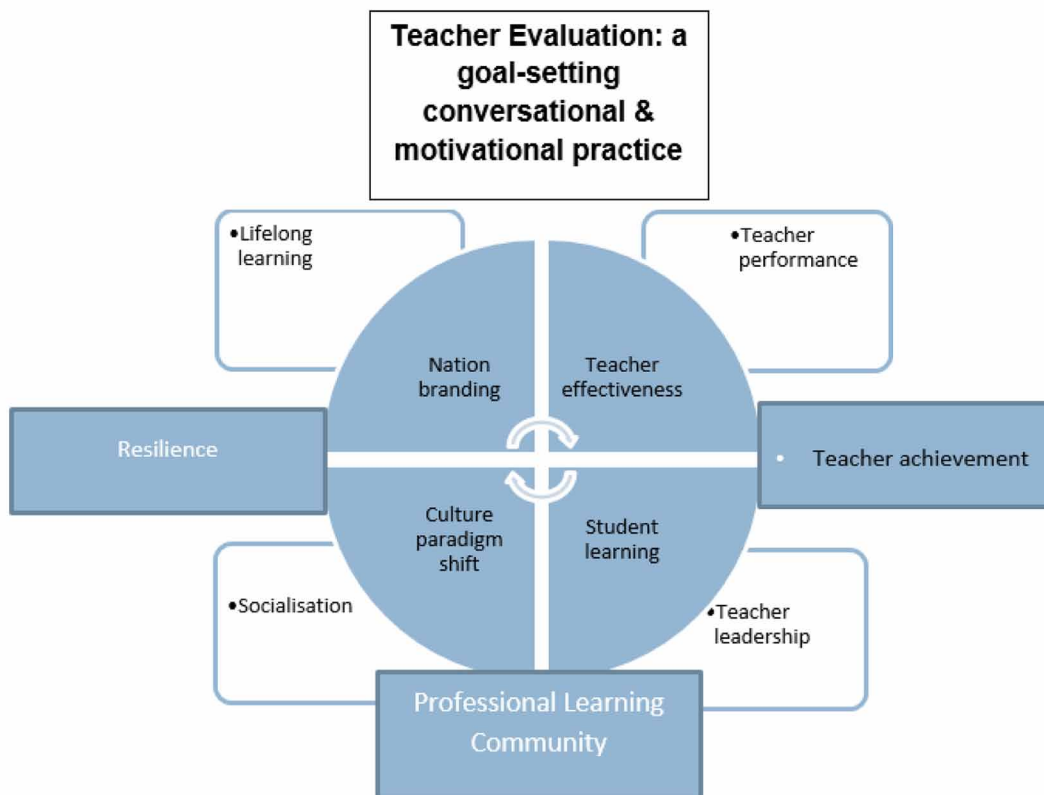 Teacher Evaluation: a
goal-setting
conversational &
motivational practice
•Lifelong
learning
•Teacher
performance
Nation
branding
Teacher
effectiveness
Resilience
• Teacher achievement
Culture
paradigm
shift
Student
learning
•Socialisation
•Teacher
leadership
Professional Learning
Community